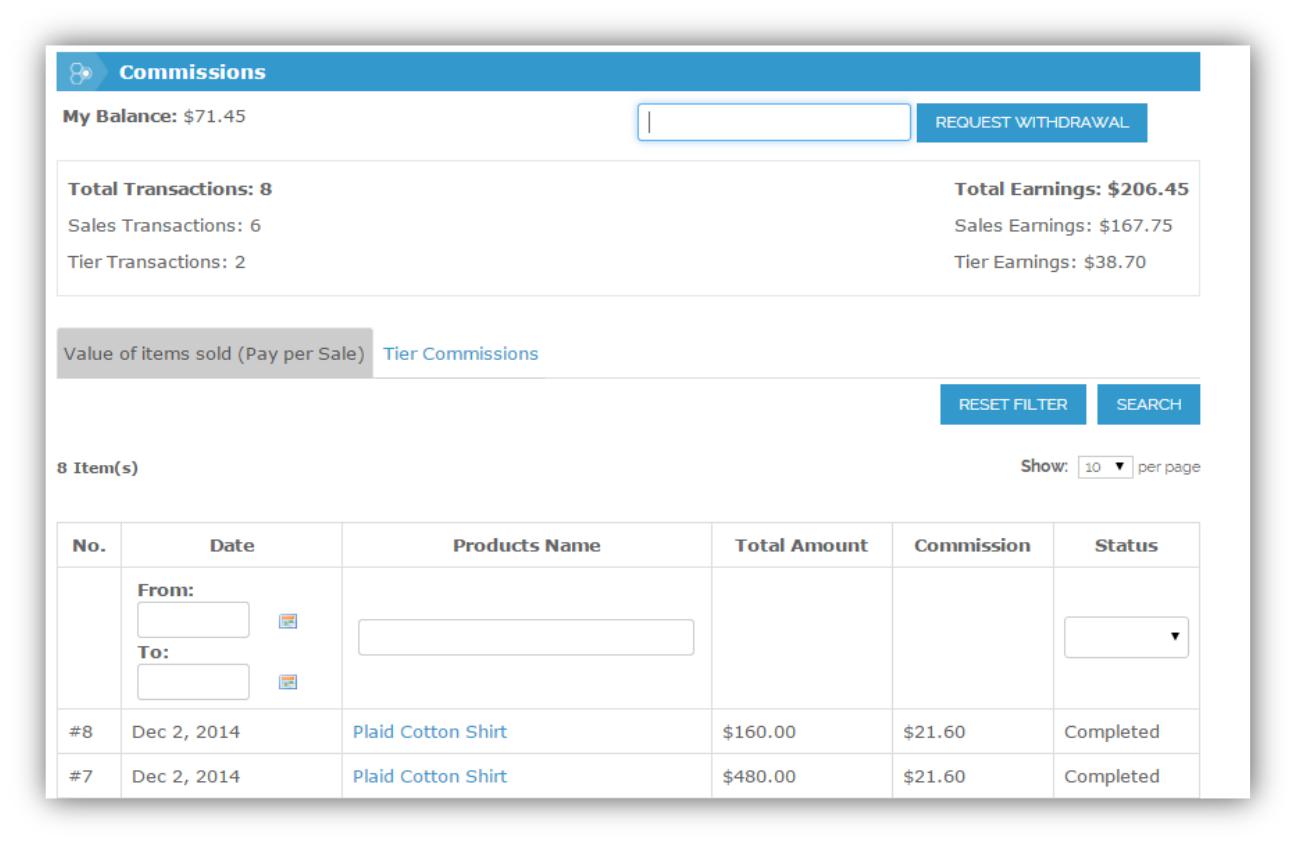 Commissions
My Balance: $71.45 REQUEST WITHDRAWAL
Total Transactions: 8 Total Earnings: $206.45
Sales Transactions: 6 Sales Earnings: $167.75
Tier Transactions: 2 Tier Earnings: $38.70
Value of items sold (Pay per Sale) Tier Commissions
RESET FILTER SEARCH
8 Item(s) Show: 10 per page
No. Date Products Name Total Amount Commission Status
From:
To:
#8 Dec 2, 2014 Plaid Cotton Shirt $160.00 $21.60 Completed
#7 Dec 2, 2014 Plaid Cotton Shirt $480.00 $21.60 Completed